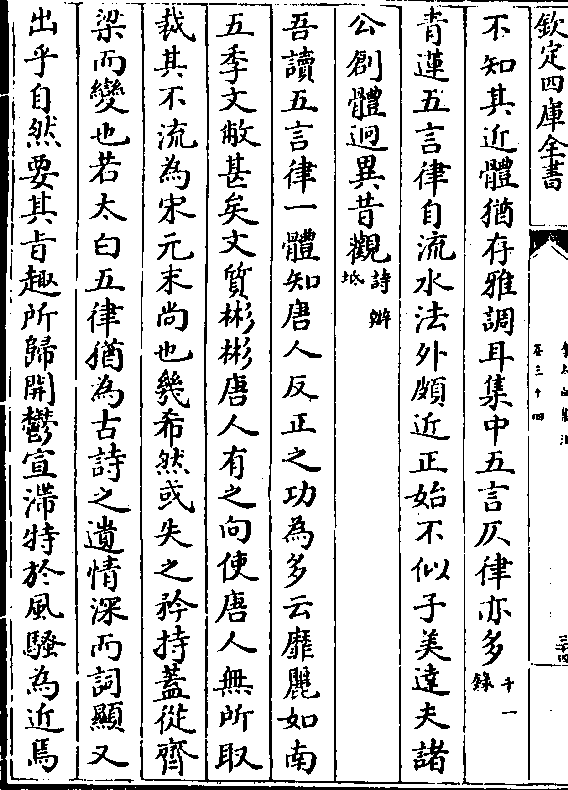 欽定四庫全書
卷三十四
不知其近體猶存雅調耳集中五言仄律亦多
十一
錄
青蓮五言律自流水法外頗近正始不似子美達夫諸
公創體迥異昔觀
詩辯
坻
吾讀五言律一體知唐人反正之功為多云靡麗如南
五季文敝甚矣文質彬彬唐人有之向使唐人無所取
裁其不流為宋元末尚也幾希然或失之矜持蓋從齊
梁而變也若太白五律猶為古詩之遺情深而詞顯又
出乎自然要其旨趣所歸開鬱宣滯特於風騷為近焉